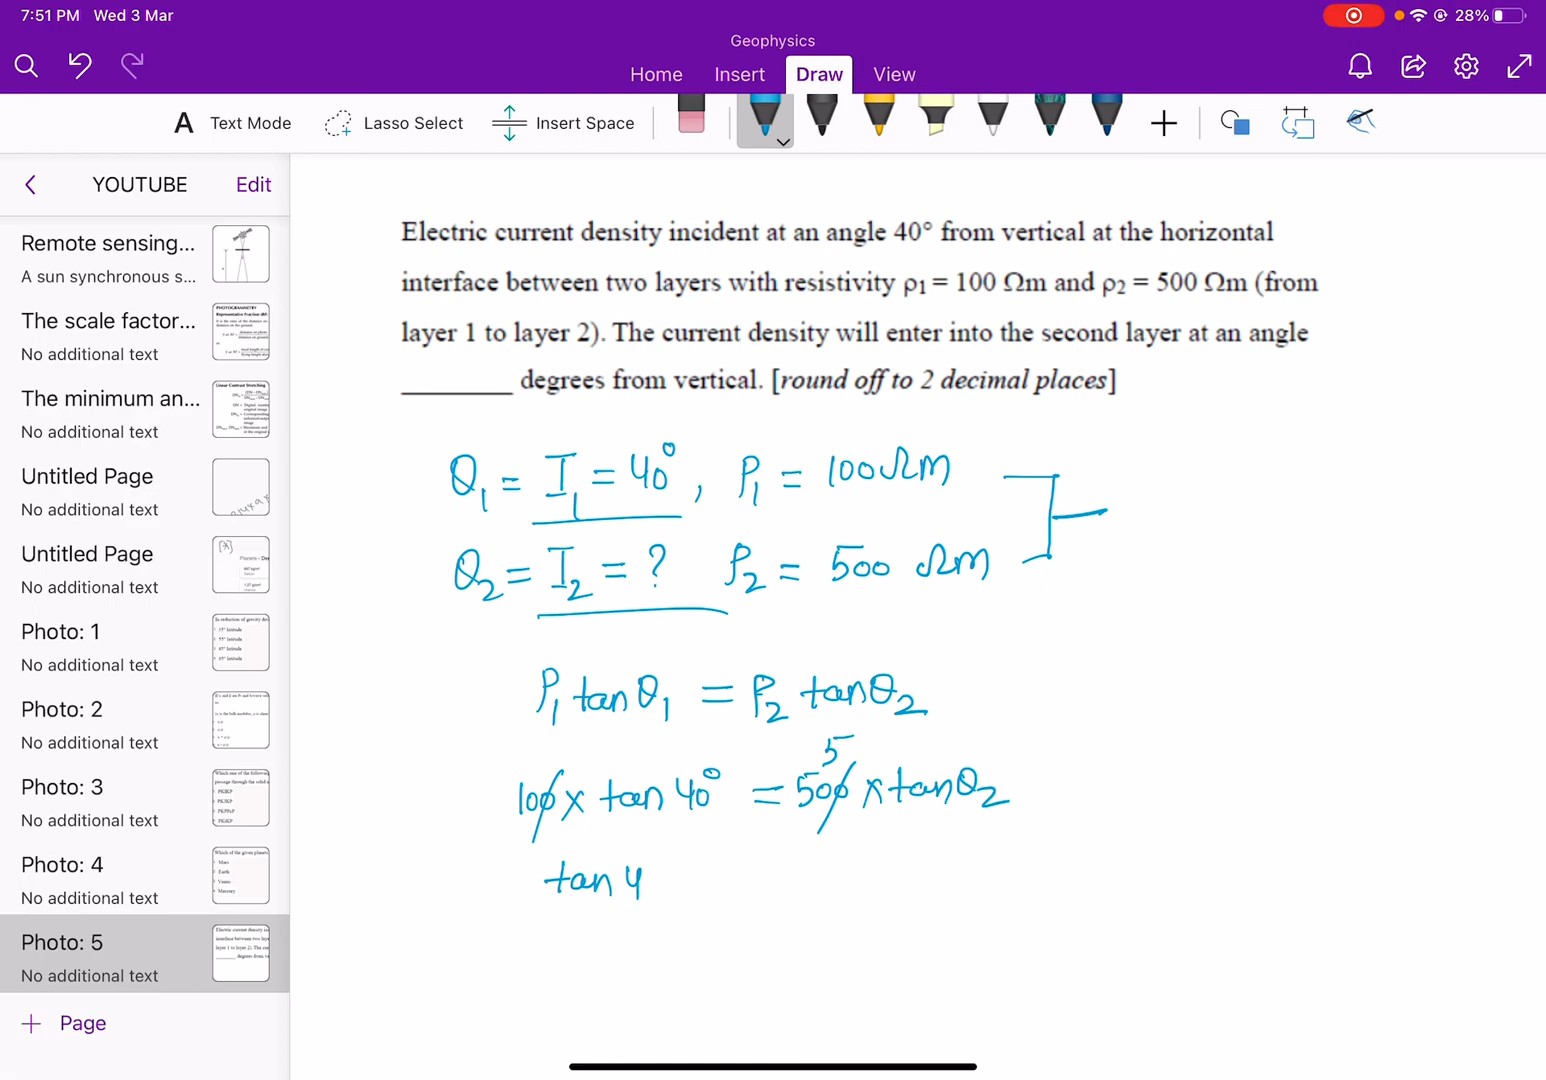 7:51 PM Wed 3 Mar
28%
Geophysics
Home Insert Draw View
A Text Mode Lasso Select Insert Space
YOUTUBE Edit
Remote sensing...
A sun synchronous s...
The scale factor...
No additional text
The minimum an...
No additional text
Untitled Page
No additional text
Untitled Page
No additional text
Photo: 1
No additional text
Photo: 2
No additional text
Photo: 3
No additional text
Photo: 4
No additional text
Photo: 5
No additional text
+ Page
Electric current density incident at an angle 40° from vertical at the horizontal
interface between two layers with resistivity ρ1 = 100 Ωm and ρ2 = 500 Ωm (from
layer 1 to layer 2). The current density will enter into the second layer at an angle
________ degrees from vertical. [round off to 2 decimal places]
θ₁ = I₁ = 40°, ρ₁ = 100Ωm
θ₂ = I₂ = ? ρ₂ = 500 Ωm
ρ₁ tanθ₁ = ρ₂ tanθ₂
5
100 x tan 40° = 500 x tanθ₂
tan 4